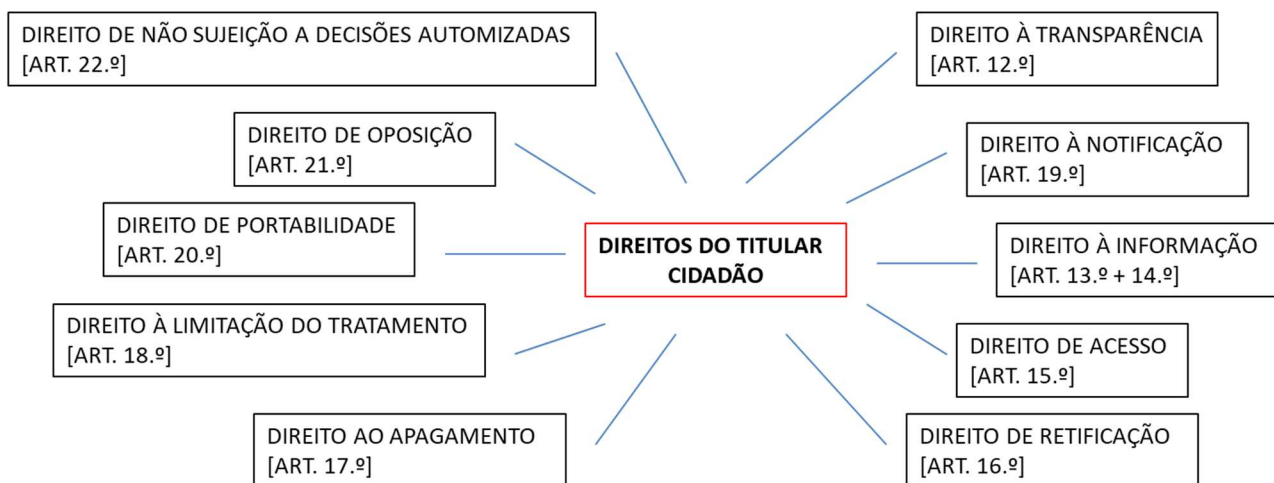 DIREITO DE NÃO SUJEIÇÃO A DECISÕES AUTOMIZADAS
[ART. 22.º]
DIREITO À TRANSPARÊNCIA
[ART. 12.º]
DIREITO DE OPOSIÇÃO
[ART. 21.º]
DIREITO À NOTIFICAÇÃO
[ART. 19.º]
DIREITO DE PORTABILIDADE
[ART. 20.º]
DIREITOS DO TITULAR
CIDADÃO
DIREITO À INFORMAÇÃO
[ART. 13.º + 14.º]
DIREITO À LIMITAÇÃO DO TRATAMENTO
[ART. 18.º]
DIREITO DE ACESSO
[ART. 15.º]
DIREITO AO APAGAMENTO
[ART. 17.º]
DIREITO DE RETIFICAÇÃO
[ART. 16.º]